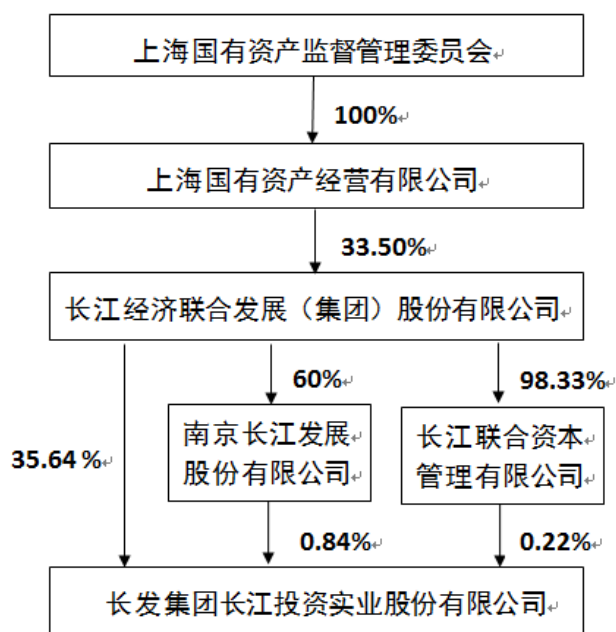 上海国有资产监督管理委员会
100%
上海国有资产经营有限公司
33.50%
长江经济联合发展（集团）股份有限公司
60%
98.33%
35.64 %
南京长江发展
股份有限公司
长江联合资本
管理有限公司
0.84%
0.22%
长发集团长江投资实业股份有限公司